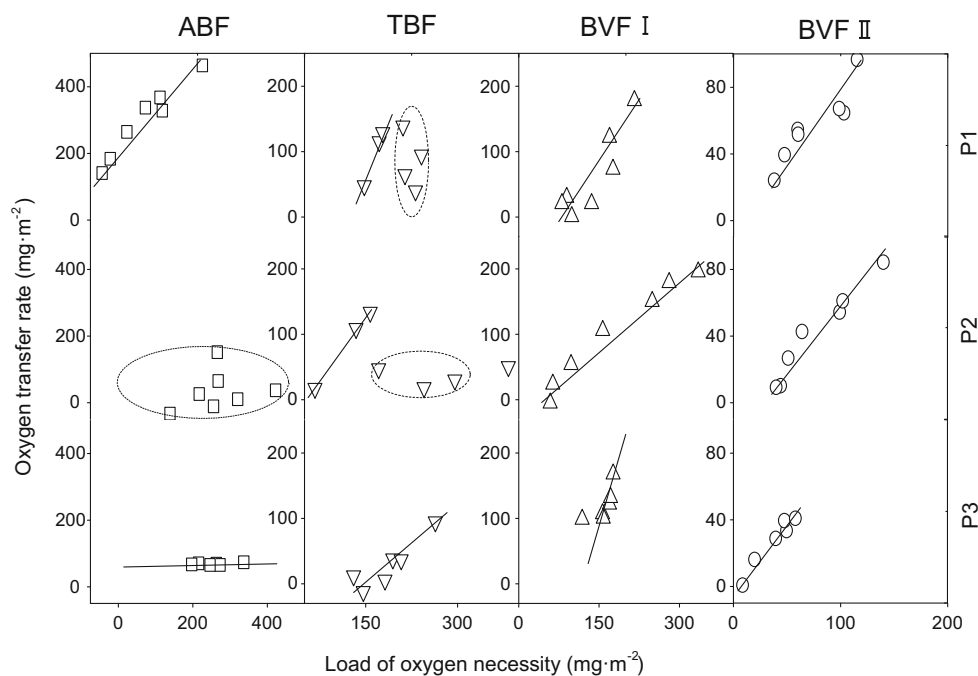 ABF TBF BVF Ⅰ BVF Ⅱ
400 200 200 80 P1
200 100 100 40
0 0 0 0
400 200 200 80 P2
200 100 100 40
0 0 0 0
400 200 200 80 P3
200 100 100 40
0 0 0 0
0 200 400 150 300 0 150 300 0 100 200
Oxygen transfer rate (mg·m⁻²)
Load of oxygen necessity (mg·m⁻²)